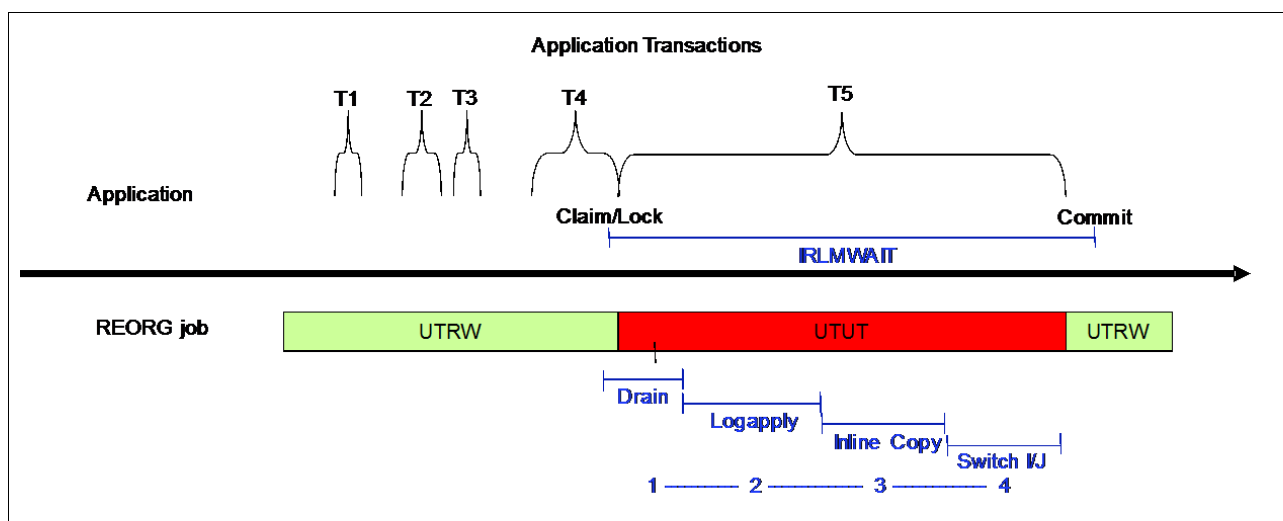 Application Transactions
T1 T2 T3 T4 T5
Application
Claim/Lock Commit
IRLMWAIT
REORG job UTRW UTUT UTRW
Drain
Logapply
Inline Copy
Switch I/J
1 2 3 4